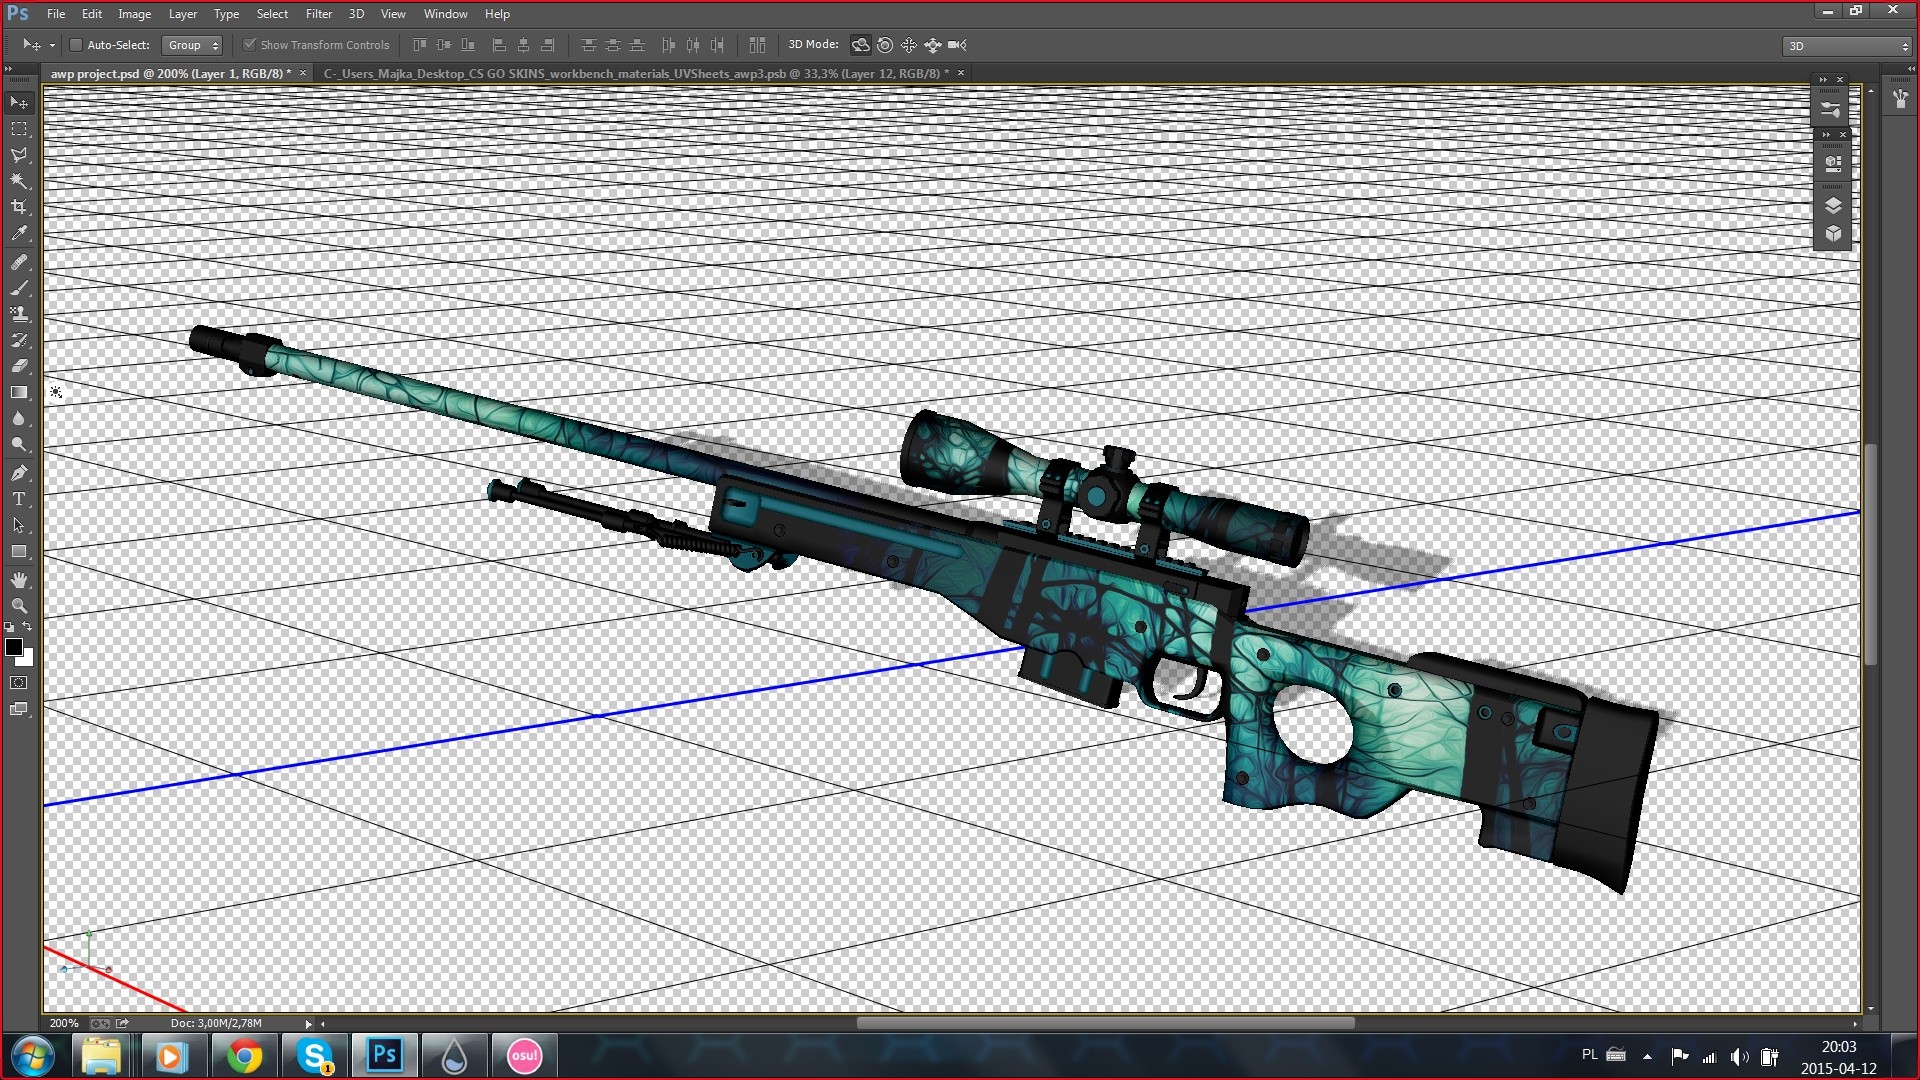 Ps File Edit Image Layer Type Select Filter 3D View Window Help
Auto-Select: Group Show Transform Controls 3D Mode: 3D
awp project.psd @ 200% (Layer 1, RGB/8) * × C-_Users_Majka_Desktop_CS GO SKINS_workbench_materials_UVSheets_awp3.psb @ 33,3% (Layer 12, RGB/8) * ×
T
200% Doc: 3,00M/2,78M
S 1 Ps osu! PL 20:03
2015-04-12